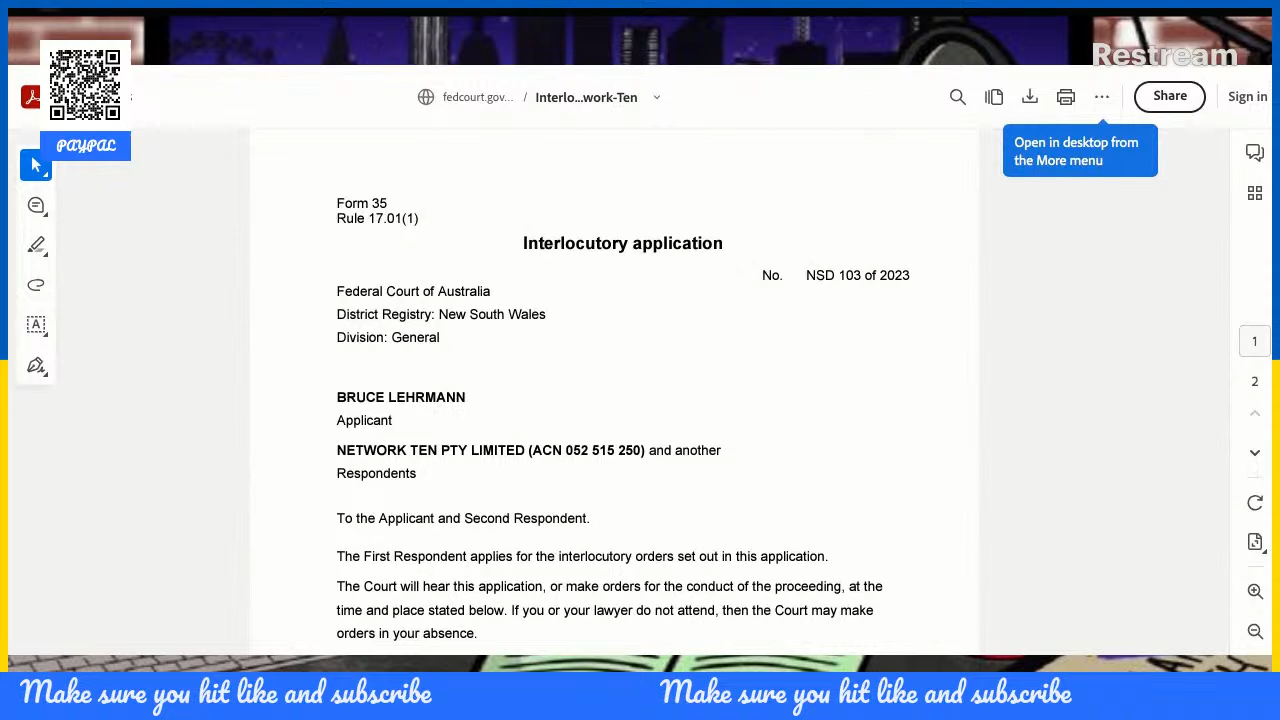 Restream
fedcourt.gov... / Interlo...work-Ten
Share
Sign in
PAYPAL
Open in desktop from
the More menu
Form 35
Rule 17.01(1)
Interlocutory application
No. NSD 103 of 2023
Federal Court of Australia
District Registry: New South Wales
Division: General
BRUCE LEHRMANN
Applicant
NETWORK TEN PTY LIMITED (ACN 052 515 250) and another
Respondents
To the Applicant and Second Respondent.
The First Respondent applies for the interlocutory orders set out in this application.
The Court will hear this application, or make orders for the conduct of the proceeding, at the
time and place stated below. If you or your lawyer do not attend, then the Court may make
orders in your absence.
1
2
Make sure you hit like and subscribe
Make sure you hit like and subscribe